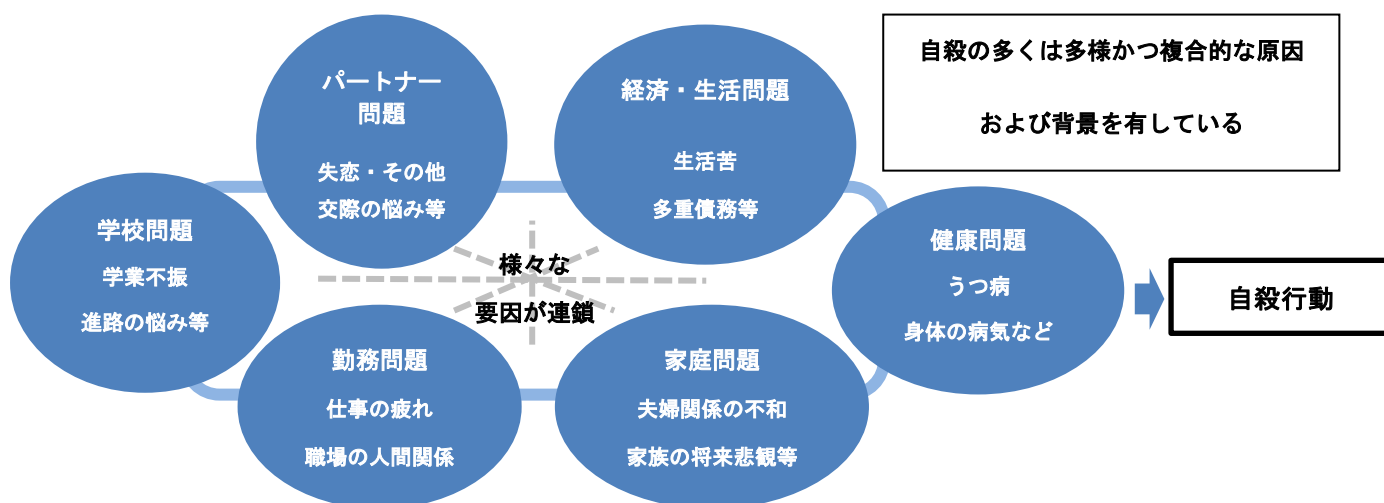 自殺の多くは多様かつ複合的な原因
および背景を有している
パートナー
問題
失恋・その他
交際の悩み等
経済・生活問題
生活苦
多重債務等
学校問題
学業不振
進路の悩み等
様々な
要因が連鎖
健康問題
うつ病
身体の病気など
自殺行動
勤務問題
仕事の疲れ
職場の人間関係
家庭問題
夫婦関係の不和
家族の将来悲観等